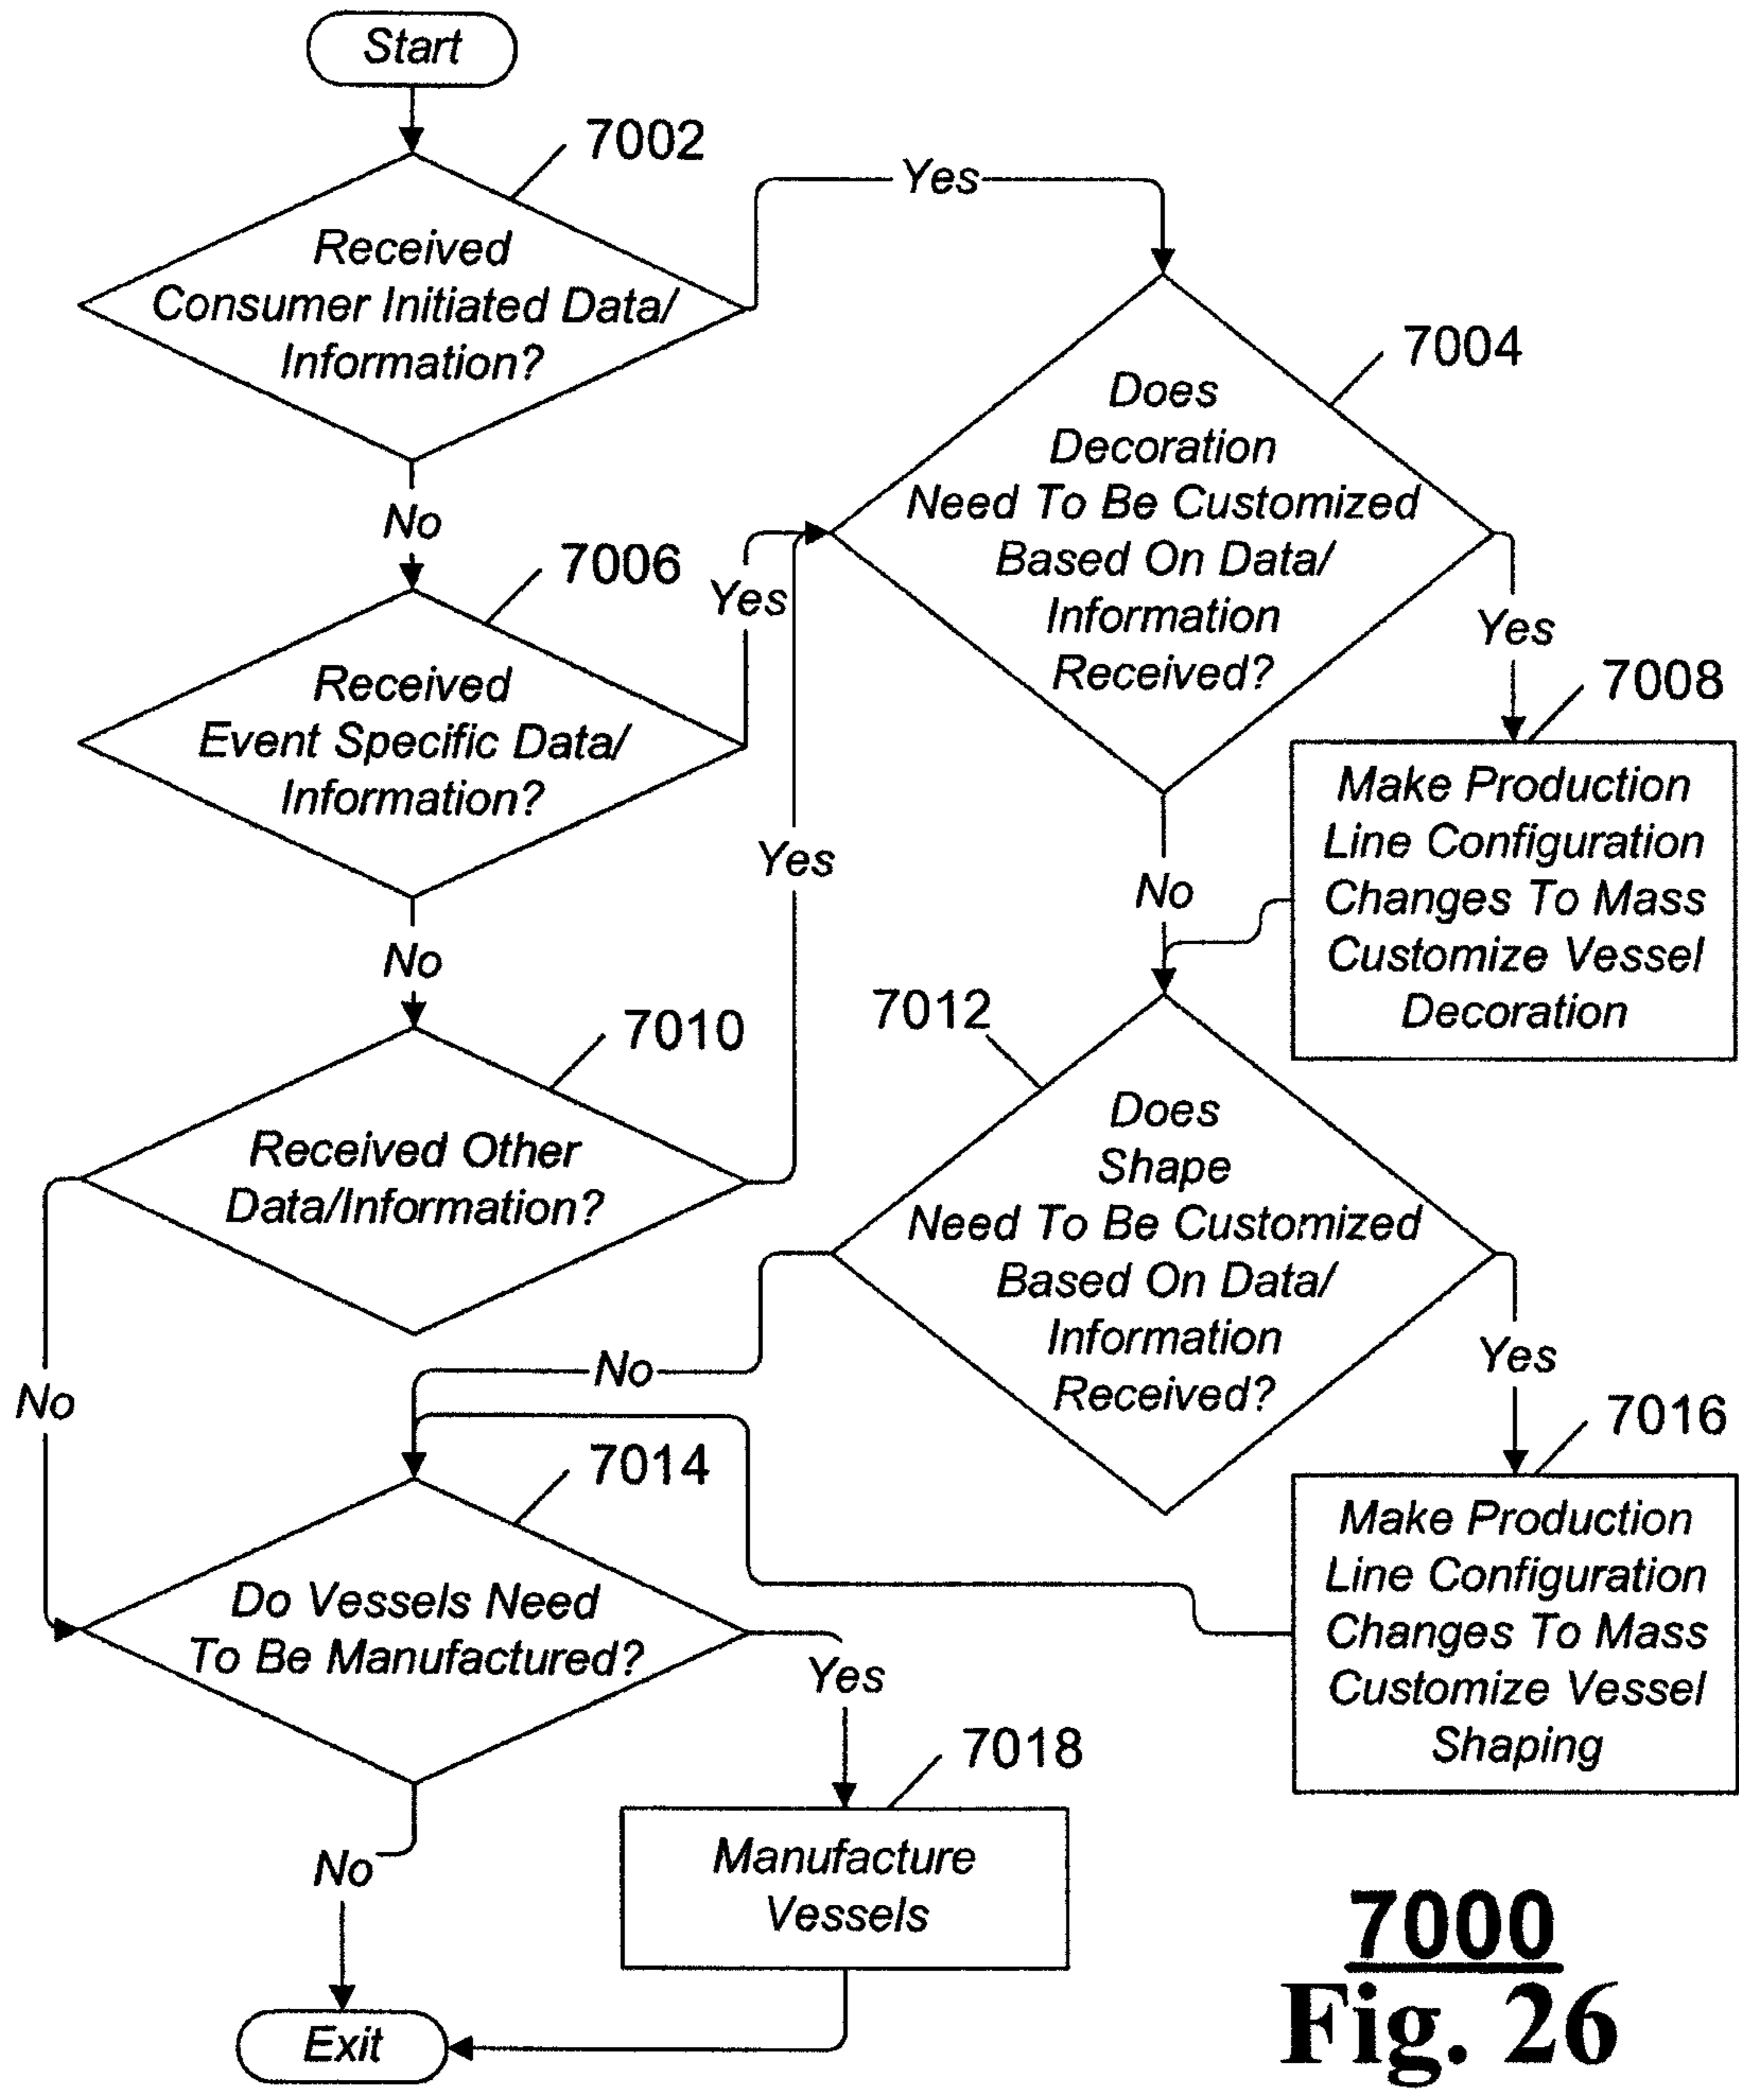 Start
7002
Received
Consumer Initiated Data/
Information?
Yes
No
7004
Does
Decoration
Need To Be Customized
Based On Data/
Information
Received?
Yes
No
7006
Received
Event Specific Data/
Information?
Yes
No
7008
Make Production
Line Configuration
Changes To Mass
Customize Vessel
Decoration
7010
Received Other
Data/Information?
Yes
No
7012
Does
Shape
Need To Be Customized
Based On Data/
Information
Received?
No
Yes
7014
Do Vessels Need
To Be Manufactured?
Yes
No
7016
Make Production
Line Configuration
Changes To Mass
Customize Vessel
Shaping
7018
Manufacture
Vessels
Exit
7000
Fig. 26